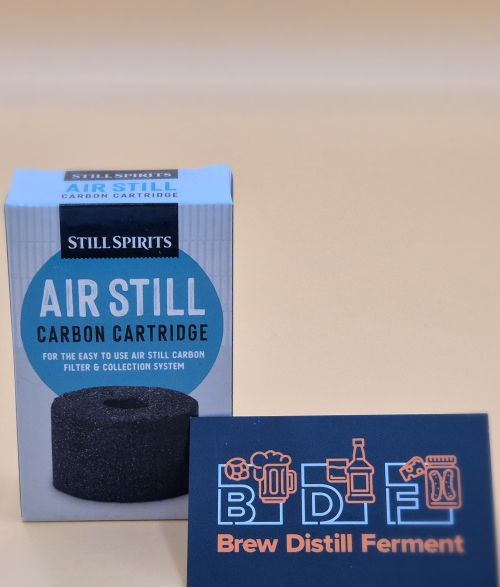 STILL SPIRITS
AIR STILL
CARBON CARTRIDGE
STILL SPIRITS
AIR STILL
CARBON CARTRIDGE
FOR THE EASY TO USE AIR STILL CARBON
FILTER & COLLECTION SYSTEM
B D F
Brew Distill Ferment